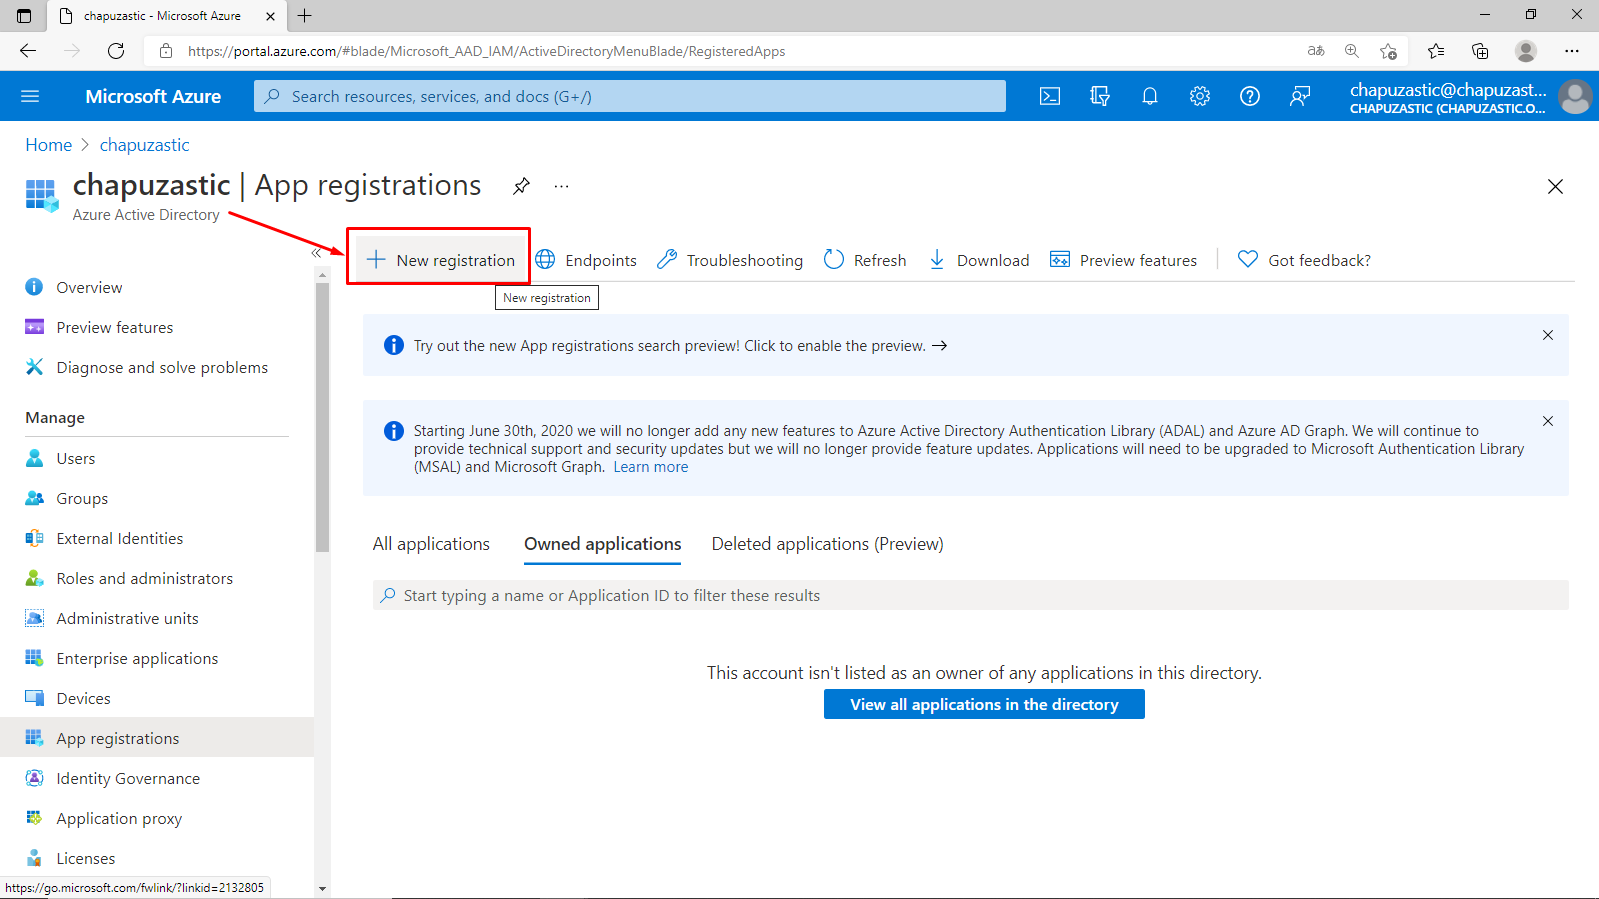 chapuzastic - Microsoft Azure
https://portal.azure.com/#blade/Microsoft_AAD_IAM/ActiveDirectoryMenuBlade/RegisteredApps
aあ
Microsoft Azure
Search resources, services, and docs (G+/)
chapuzastic@chapuzast...
CHAPUZASTIC (CHAPUZASTIC.O...
Home > chapuzastic
chapuzastic | App registrations
...
Azure Active Directory
«
New registration
Endpoints
Troubleshooting
Refresh
Download
Preview features
Got feedback?
New registration
Overview
Preview features
Diagnose and solve problems
Manage
Users
Groups
External Identities
Roles and administrators
Administrative units
Enterprise applications
Devices
App registrations
Identity Governance
Application proxy
Licenses
Try out the new App registrations search preview! Click to enable the preview. →
Starting June 30th, 2020 we will no longer add any new features to Azure Active Directory Authentication Library (ADAL) and Azure AD Graph. We will continue to
provide technical support and security updates but we will no longer provide feature updates. Applications will need to be upgraded to Microsoft Authentication Library
(MSAL) and Microsoft Graph. Learn more
All applications
Owned applications
Deleted applications (Preview)
Start typing a name or Application ID to filter these results
This account isn't listed as an owner of any applications in this directory.
View all applications in the directory
https://go.microsoft.com/fwlink/?linkid=2132805